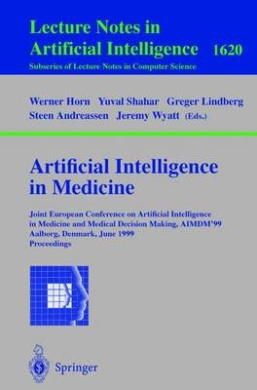 Lecture Notes in
Artificial Intelligence 1620
Subseries of Lecture Notes in Computer Science
Werner Horn Yuval Shahar Greger Lindberg
Steen Andreassen Jeremy Wyatt (Eds.)
Artificial Intelligence
in Medicine
Joint European Conference on Artificial Intelligence
in Medicine and Medical Decision Making, AIMDM'99
Aalborg, Denmark, June 1999
Proceedings
Springer